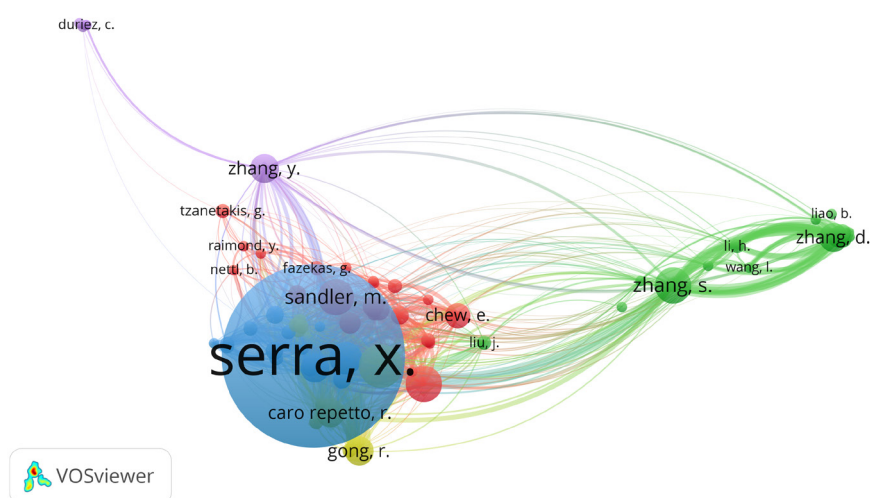 duriez, c.
zhang, y.
tzanetakis, g.
liao, b.
zhang, d.
raimond, y.
li, h.
nettl, b.
fazekas, g.
wang, l.
zhang, s.
sandler, m.
chew, e.
liu, j.
serra, x.
caro repetto, r.
gong, r.
VOSviewer